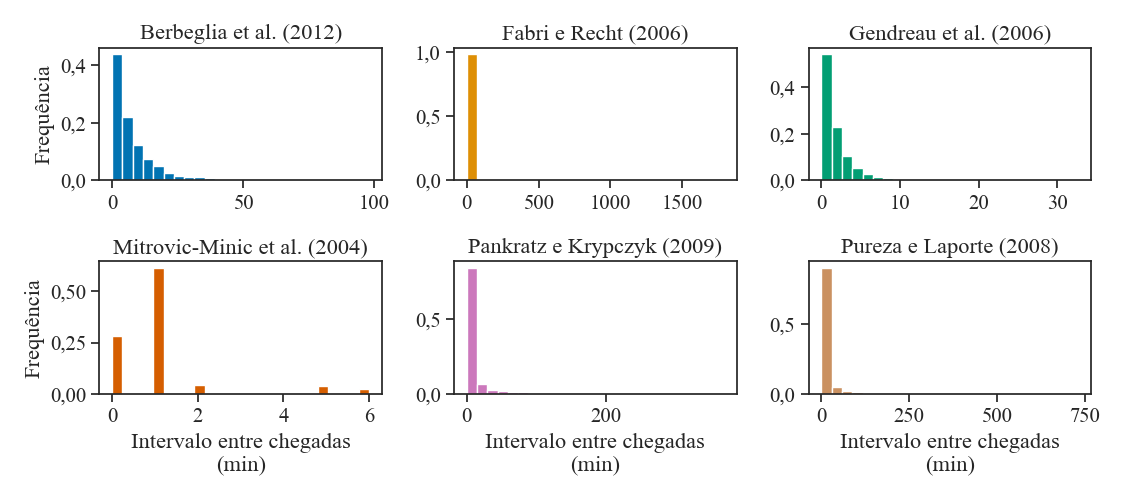 Berbeglia et al. (2012)
Frequência
0,4
0,2
0,0
0 50 100
Fabri e Recht (2006)
1,0
0,5
0,0
0 500 1000 1500
Gendreau et al. (2006)
0,4
0,2
0,0
0 10 20 30
Mitrovic-Minic et al. (2004)
Frequência
0,50
0,25
0,00
0 2 4 6
Intervalo entre chegadas
(min)
Pankratz e Krypczyk (2009)
0,5
0,0
0 200
Intervalo entre chegadas
(min)
Pureza e Laporte (2008)
0,5
0,0
0 250 500 750
Intervalo entre chegadas
(min)